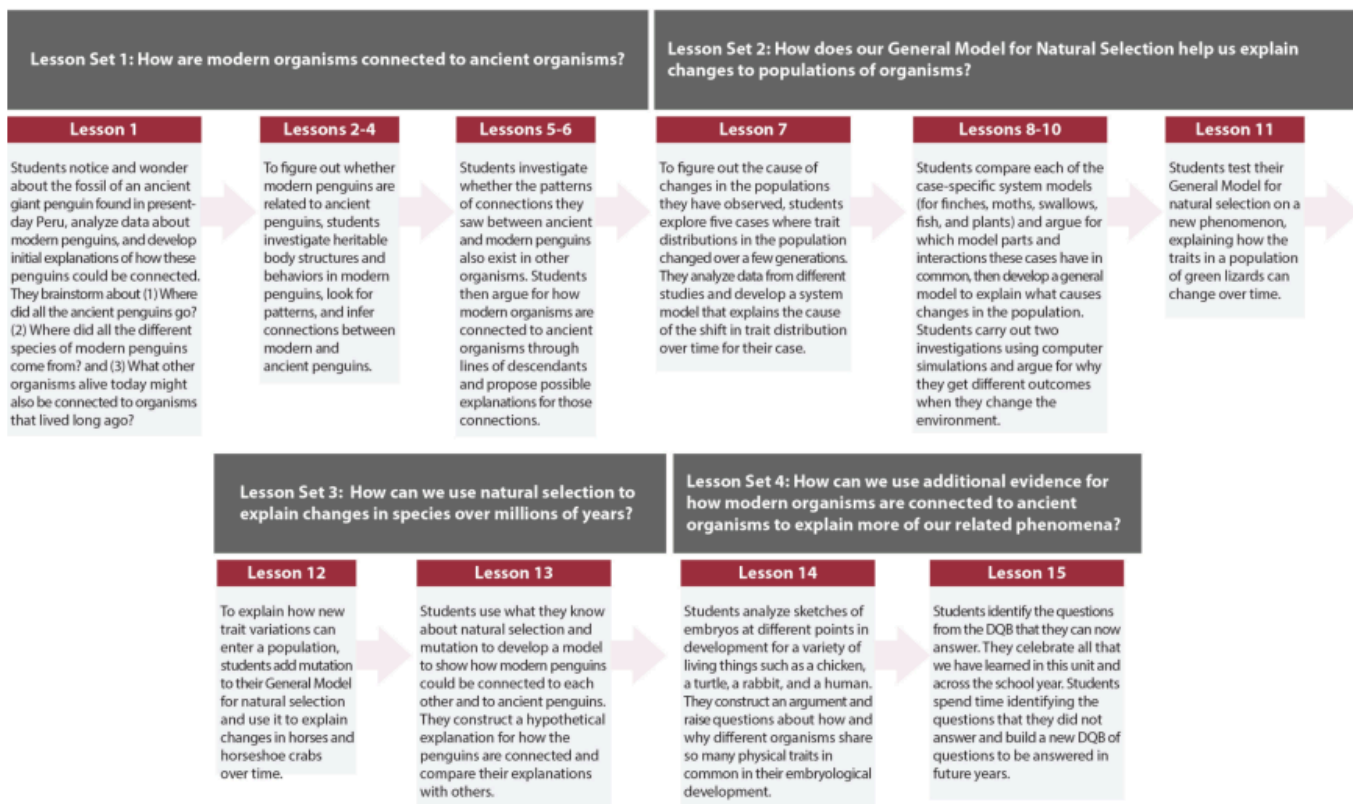 Lesson Set 1: How are modern organisms connected to ancient organisms?
Lesson Set 2: How does our General Model for Natural Selection help us explain
changes to populations of organisms?
Lesson 1
Students notice and wonder
about the fossil of an ancient
giant penguin found in present-
day Peru, analyze data about
modern penguins, and develop
initial explanations of how these
penguins could be connected.
They brainstorm about (1) Where
did all the ancient penguins go?
(2) Where did all the different
species of modern penguins
come from? and (3) What other
organisms alive today might
also be connected to organisms
that lived long ago?
Lessons 2-4
To figure out whether
modern penguins are
related to ancient
penguins, students
investigate heritable
body structures and
behaviors in modern
penguins, look for
patterns, and infer
connections between
modern and
ancient penguins.
Lessons 5-6
Students investigate
whether the patterns
of connections they
saw between ancient
and modern penguins
also exist in other
organisms. Students
then argue for how
modern organisms are
connected to ancient
organisms through
lines of descendants
and propose possible
explanations for those
connections.
Lesson 7
To figure out the cause of
changes in the populations
they have observed, students
explore five cases where trait
distributions in the population
changed over a few generations.
They analyze data from different
studies and develop a system
model that explains the cause
of the shift in trait distribution
over time for their case.
Lessons 8-10
Students compare each of the
case-specific system models
(for finches, moths, swallows,
fish, and plants) and argue for
which model parts and
interactions these cases have in
common, then develop a general
model to explain what causes
changes in the population.
Students carry out two
investigations using computer
simulations and argue for why
they get different outcomes
when they change the
environment.
Lesson 11
Students test their
General Model for
natural selection on
a new phenomenon,
explaining how the
traits in a population
of green lizards can
change over time.
Lesson Set 3: How can we use natural selection to
explain changes in species over millions of years?
Lesson Set 4: How can we use additional evidence for
how modern organisms are connected to ancient
organisms to explain more of our related phenomena?
Lesson 12
To explain how new
trait variations can
enter a population,
students add mutation
to their General Model
for natural selection
and use it to explain
changes in horses and
horseshoe crabs
over time.
Lesson 13
Students use what they know
about natural selection and
mutation to develop a model
to show how modern penguins
could be connected to each
other and to ancient penguins.
They construct a hypothetical
explanation for how the
penguins are connected and
compare their explanations
with others.
Lesson 14
Students analyze sketches of
embryos at different points in
development for a variety of
living things such as a chicken,
a turtle, a rabbit, and a human.
They construct an argument and
raise questions about how and
why different organisms share
so many physical traits in
common in their embryological
development.
Lesson 15
Students identify the questions
from the DQB that they can now
answer. They celebrate all that
we have learned in this unit and
across the school year. Students
spend time identifying the
questions that they did not
answer and build a new DQB of
questions to be answered in
future years.